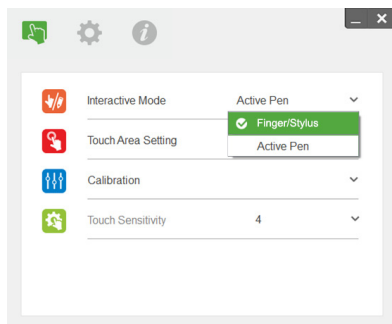 Interactive Mode Active Pen
Finger/Stylus
Touch Area Setting
Active Pen
Calibration
Touch Sensitivity 4